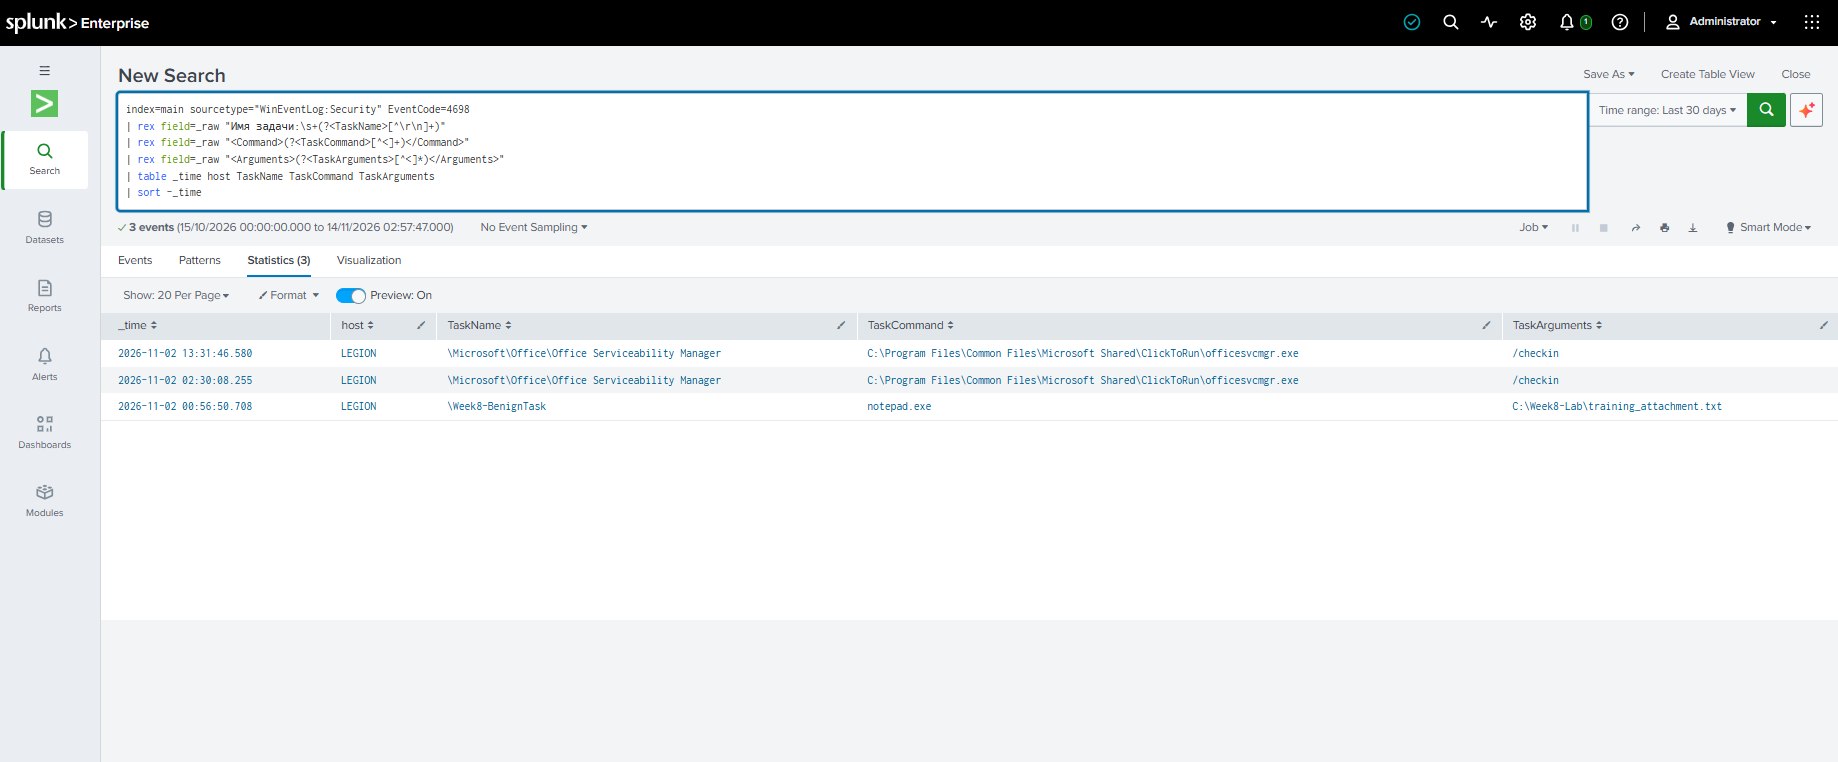 splunk> Enterprise
1
Administrator
New Search
Save As
Create Table View
Close
index=main sourcetype="WinEventLog:Security" EventCode=4698
| rex field=_raw "Имя задачи:\s+(?<TaskName>[^\r\n]+)"
| rex field=_raw "<Command>(?<TaskCommand>[^<]+)</Command>"
| rex field=_raw "<Arguments>(?<TaskArguments>[^<]*)</Arguments>"
| table _time host TaskName TaskCommand TaskArguments
| sort -_time
Time range: Last 30 days
Search
Datasets
Reports
Alerts
Dashboards
Modules
3 events (15/10/2026 00:00:00.000 to 14/11/2026 02:57:47.000)
No Event Sampling
Job
Smart Mode
Events
Patterns
Statistics (3)
Visualization
Show: 20 Per Page
Format
Preview: On
_time host TaskName TaskCommand TaskArguments
2026-11-02 13:31:46.580 LEGION \Microsoft\Office\Office Serviceability Manager C:\Program Files\Common Files\Microsoft Shared\ClickToRun\officesvcmgr.exe /checkin
2026-11-02 02:30:08.255 LEGION \Microsoft\Office\Office Serviceability Manager C:\Program Files\Common Files\Microsoft Shared\ClickToRun\officesvcmgr.exe /checkin
2026-11-02 00:56:50.708 LEGION \Week8-BenignTask notepad.exe C:\Week8-Lab\training_attachment.txt